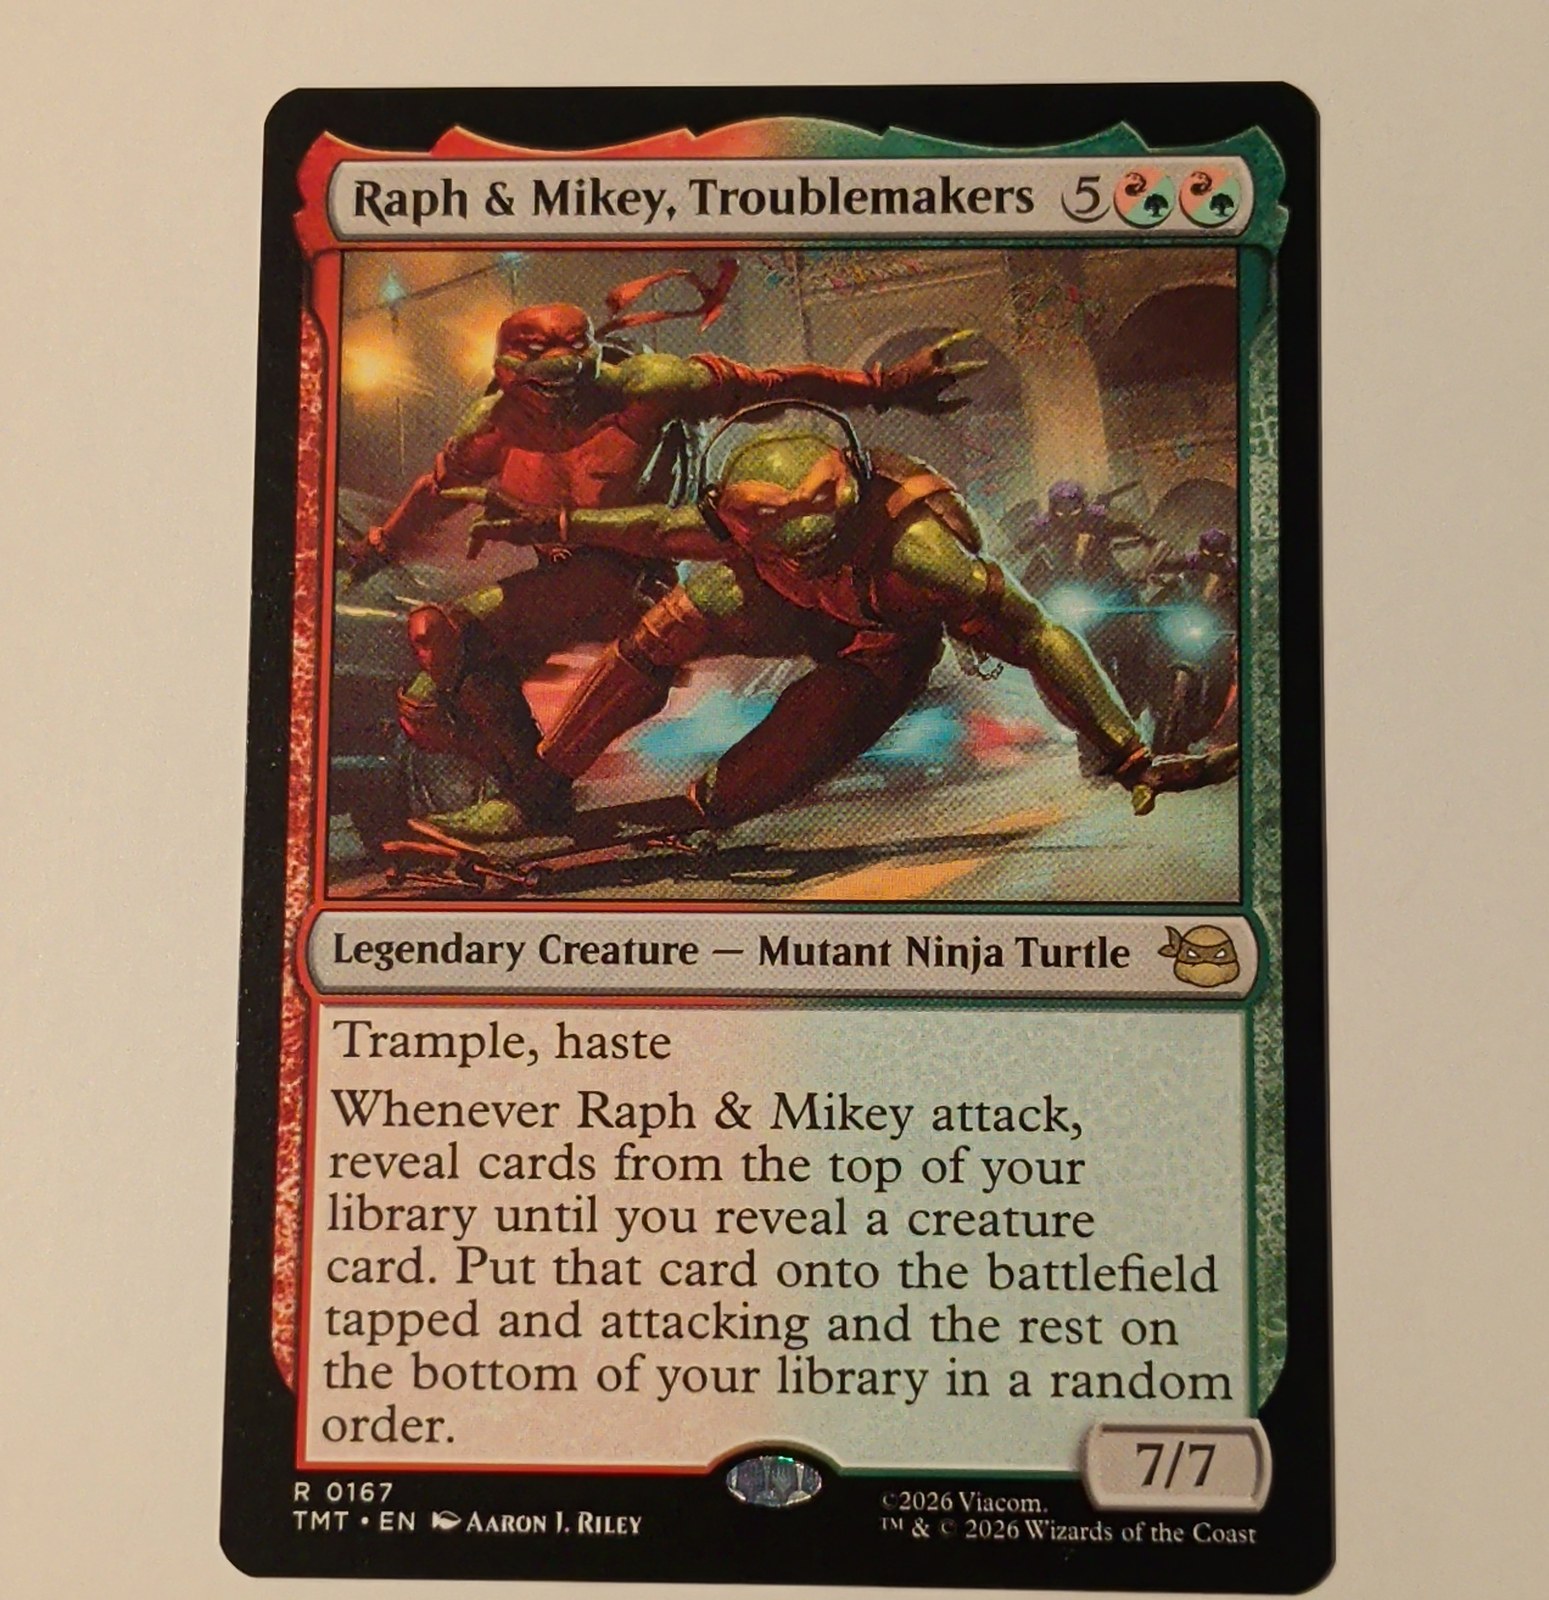 Raph & Mikey, Troublemakers 5
Legendary Creature — Mutant Ninja Turtle
Trample, haste
Whenever Raph & Mikey attack,
reveal cards from the top of your
library until you reveal a creature
card. Put that card onto the battlefield
tapped and attacking and the rest on
the bottom of your library in a random
order.
7/7
R 0167
TMT • EN AARON J. RILEY
©2026 Viacom.
™ & © 2026 Wizards of the Coast